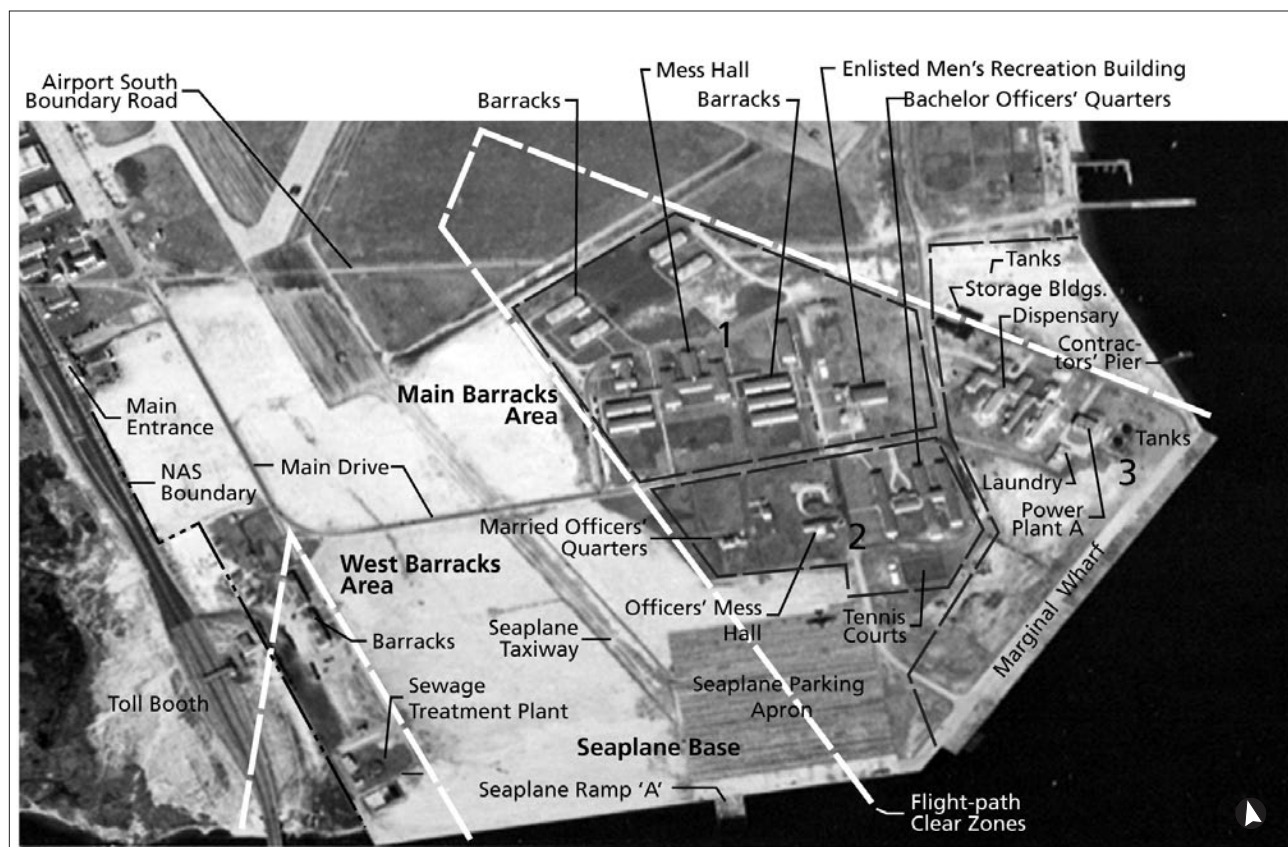 Airport South
Boundary Road
Barracks
Mess Hall
Barracks
Enlisted Men’s Recreation Building
Bachelor Officers’ Quarters
Tanks
Storage Bldgs.
Dispensary
Contrac-
tors’ Pier
1
Main Barracks
Area
Main
Entrance
NAS
Boundary
Main Drive
Tanks
3
Laundry
Power
Plant A
Married Officers’
Quarters
2
West Barracks
Area
Officers’ Mess
Hall
Tennis
Courts
Marginal Wharf
Barracks
Seaplane
Taxiway
Toll Booth
Sewage
Treatment Plant
Seaplane Parking
Apron
Seaplane Base
Seaplane Ramp ‘A’
Flight-path
Clear Zones